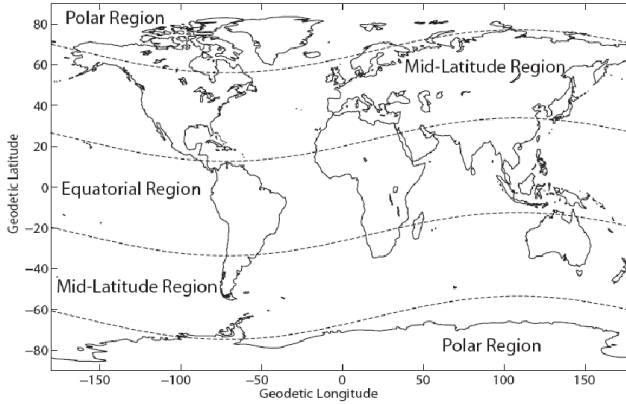 Polar Region
Mid-Latitude Region
Equatorial Region
Mid-Latitude Region
Polar Region
80
60
40
20
0
−20
−40
−60
−80
Geodetic Latitude
−150 −100 −50 0 50 100 150
Geodetic Longitude